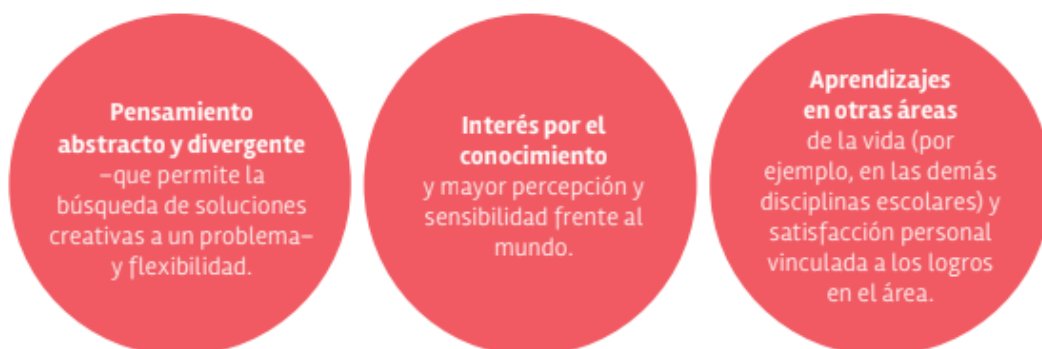 Pensamiento
abstracto y divergente
–que permite la
búsqueda de soluciones
creativas a un problema–
y flexibilidad.
Interés por el
conocimiento
y mayor percepción y
sensibilidad frente al
mundo.
Aprendizajes
en otras áreas
de la vida (por
ejemplo, en las demás
disciplinas escolares) y
satisfacción personal
vinculada a los logros
en el área.